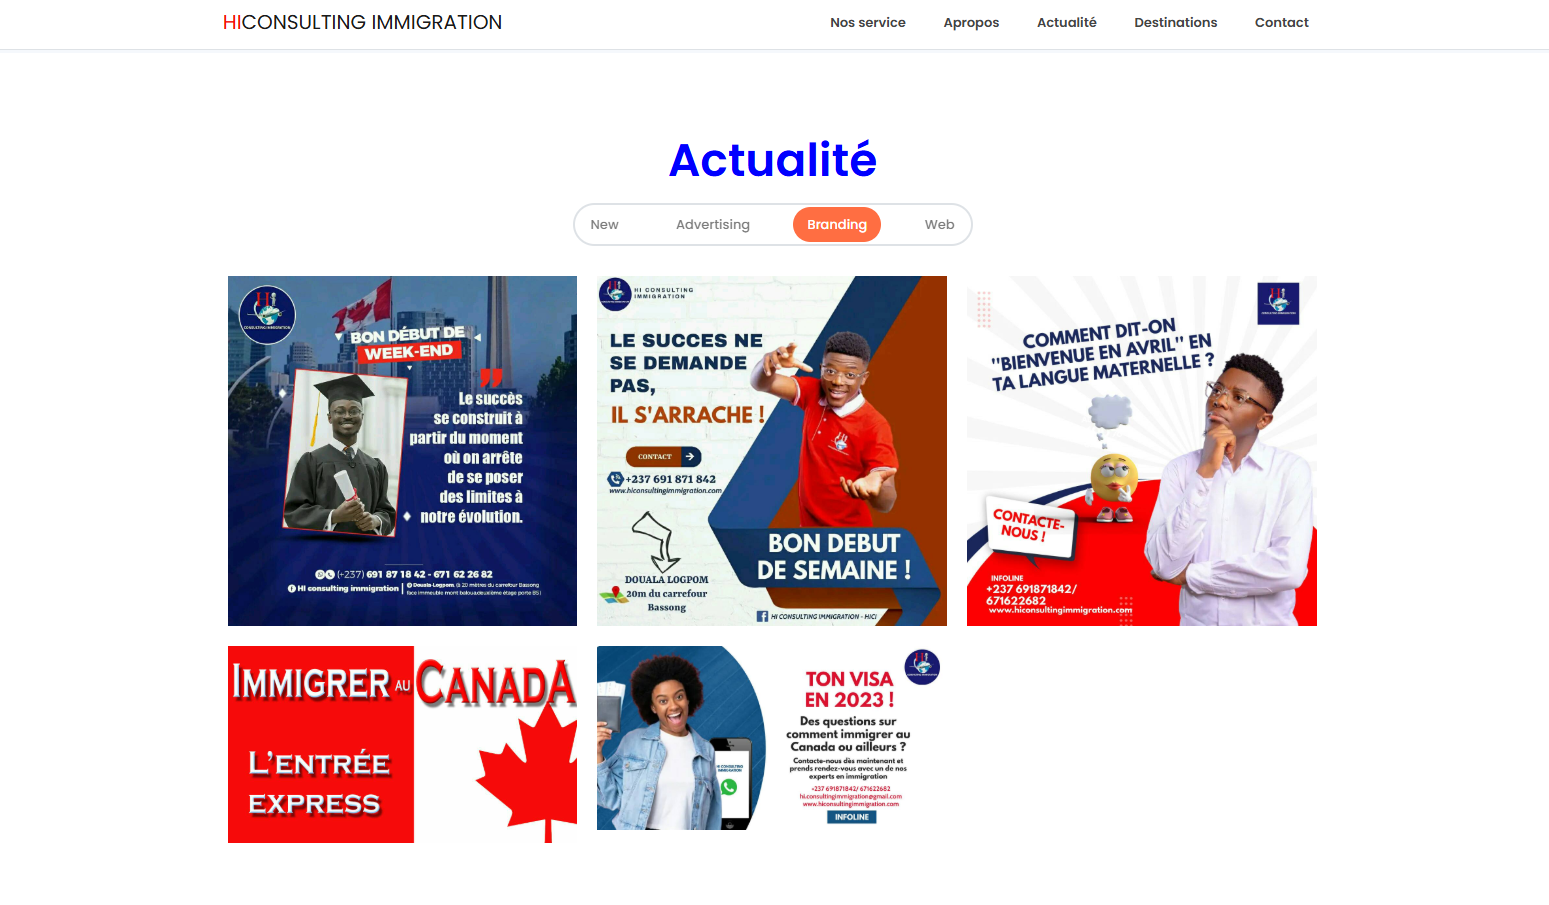 HICONSULTING IMMIGRATION
Nos service
Apropos
Actualité
Destinations
Contact
Actualité
New
Advertising
Branding
Web
CONSULTING IMMIGRATION
BON DÉBUT DE
WEEK-END
Le succès
se construit à
partir du moment
où on arrête
de se poser
des limites à
notre évolution.
(+237) 691 87 18 42 - 671 62 26 82
HI consulting immigration
Douala-Logpom (à 20 mètres du carrefour Bassong
HI CONSULTING
IMMIGRATION
LE SUCCES NE
SE DEMANDE
PAS,
IL S'ARRACHE !
CONTACT
+237 691 871 842
www.hiconsultingimmigration.com
DOUALA LOGPOM
20m du carrefour
Bassong
BON DEBUT
DE SEMAINE !
HI CONSULTING IMMIGRATION - HICI
COMMENT DIT-ON
"BIENVENUE EN AVRIL" EN
TA LANGUE MATERNELLE ?
CONTACTE-
NOUS !
INFOLINE
+237 691871842/
671622682
www.hiconsultingimmigration.com
IMMIGRER AU CANADA
L'ENTRÉE
EXPRESS
HI CONSULTING
IMMIGRATION
TON VISA
EN 2023 !
Des questions sur
comment immigrer au
Canada ou ailleurs ?
Contacte-nous dès maintenant et
prends rendez-vous avec un de nos
experts en immigration
+237 691871842/ 671622682
hi.consultingimmigration@gmail.com
www.hiconsultingimmigration.com
INFOLINE